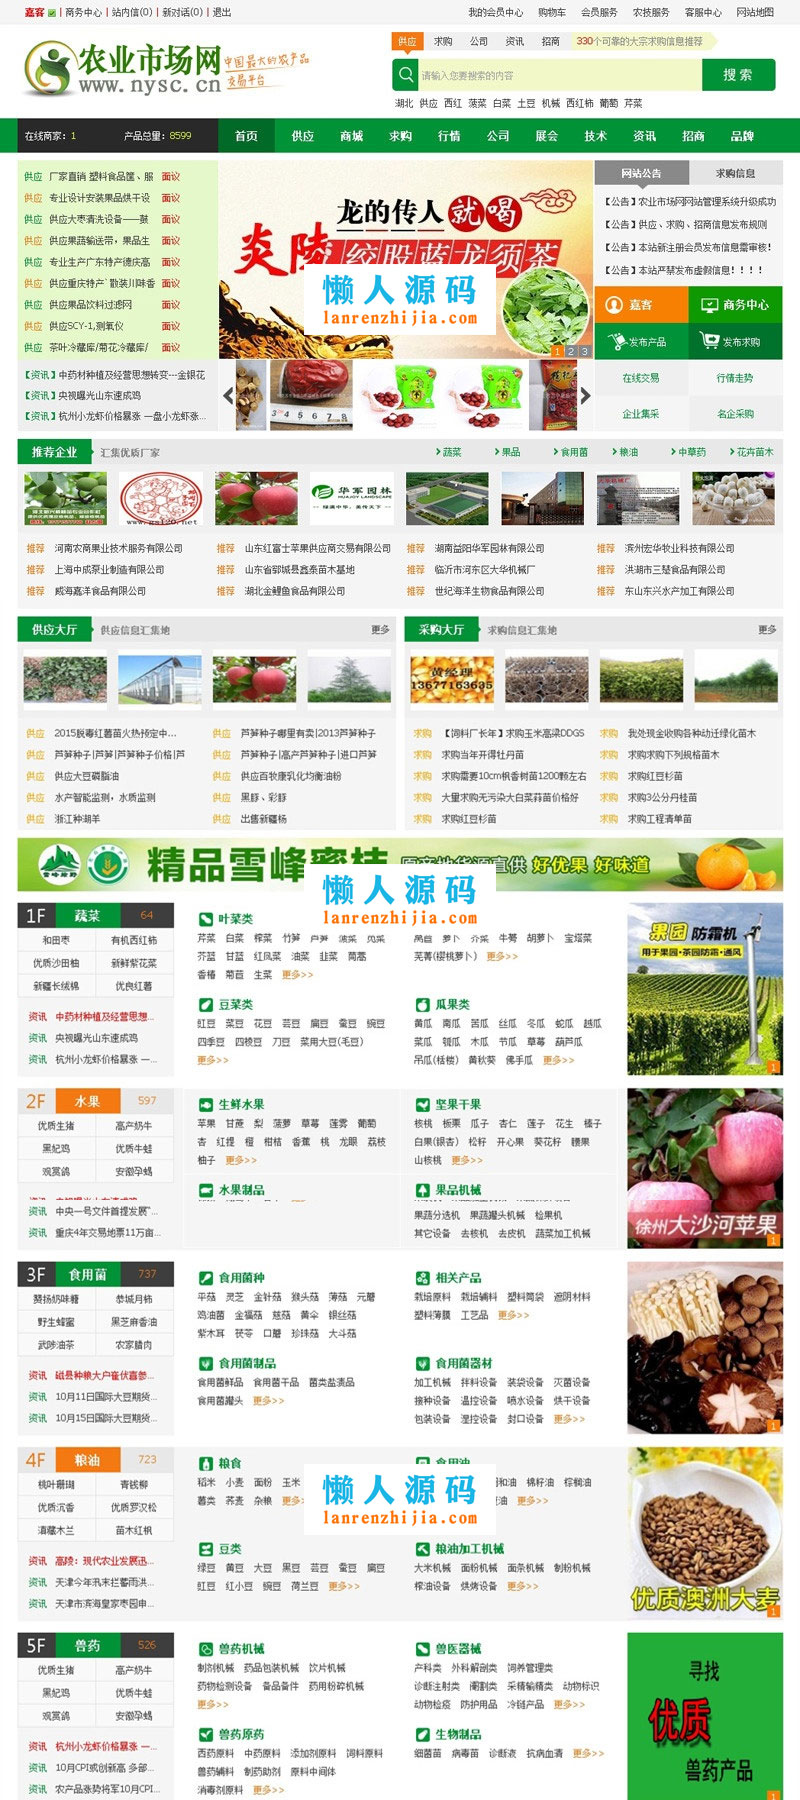 嘉客 | 商务中心 | 站内信(0) | 新对话(0) | 退出
我的会员中心 购物车 会员服务 农技服务 客服中心 网站地图
农业市场网
www.nysc.cn
中国最大的农产品
交易平台
供应 求购 公司 资讯 招商 330个可靠的大宗求购信息推荐
请输入您要搜索的内容
搜 索
湖北 供应 西红 菠菜 白菜 土豆 机械 西红柿 葡萄 芹菜
在线商家：1 产品总量：8599
首页 供应 商城 求购 行情 公司 展会 技术 资讯 招商 品牌
供应 厂家直销 塑料食品筐、服 面议
供应 专业设计安装果品烘干设 面议
供应 供应大枣清洗设备——鼓 面议
供应 供应果蔬输送带，果品生 面议
供应 专业生产广东特产德庆高 面议
供应 供应重庆特产`散装川味香 面议
供应 供应果品饮料过滤网 面议
供应 供应SCY-1,测氧仪 面议
供应 茶叶冷藏库/菊花冷藏库/ 面议
【资讯】中药材种植及经营思想转变---金银花
【资讯】央视曝光山东速成鸡
【资讯】杭州小龙虾价格暴涨 一盘小龙虾涨...
龙的传人就喝
炎陵 绞股蓝龙须茶
懒人源码
lanrenzhijia.com
1 2 3
3 4 5 6 7 8
网站公告 求购信息
【公告】农业市场网网站管理系统升级成功
【公告】供应、求购、招商信息发布规则
【公告】本站新注册会员发布信息需审核！
【公告】本站严禁发布虚假信息！！！！
嘉客 商务中心
发布产品 发布求购
在线交易 行情走势
企业集采 名企采购
推荐企业 汇集优质厂家
蔬菜 果品 食用菌 粮油 中草药 花卉苗木
华军园林
HUAJOY LANDSCAPE
推荐 河南农商果业技术服务有限公司 推荐 山东红富士苹果供应商交易有限公司 推荐 湖南益阳华军园林有限公司 推荐 滨州宏华牧业科技有限公司
推荐 上海中成泵业制造有限公司 推荐 山东省郓城县鑫泰苗木基地 推荐 临沂市河东区大华机械厂 推荐 洪湖市三楚食品有限公司
推荐 威海嘉洋食品有限公司 推荐 湖北金鲤鱼食品有限公司 推荐 世纪海洋生物食品有限公司 推荐 东山东兴水产加工有限公司
供应大厅 供应信息汇集地 更多
采购大厅 求购信息汇集地 更多
黄经理
13677163635
供应 2015脱毒红薯苗火热预定中... 供应 芦笋种子哪里有卖|2013芦笋种子
供应 芦笋种子|芦笋|芦笋种子价格|芦 供应 芦笋种子|高产芦笋种子|进口芦笋
供应 供应大豆磷脂油 供应 供应百牧康乳化均衡油粉
供应 水产智能监测，水质监测 供应 黑豚、彩豚
供应 浙江种湖羊 供应 出售新疆杨
求购 【饲料厂长年】求购玉米高粱DDGS 求购 我处现金收购各种动迁绿化苗木
求购 求购当年开得牡丹苗 求购 求购求购下列规格苗木
求购 求购需要10cm枫香树苗1200颗左右 求购 求购红豆杉苗
求购 大量求购无污染大白菜蒜苗价格好 求购 求购3公分丹桂苗
求购 求购红豆杉苗 求购 求购工程清单苗
精品雪峰蜜桔 原产地货源直供 好优果 好味道
懒人源码
lanrenzhijia.com
1F 蔬菜 64
和田枣 有机西红柿
优质沙田柚 新鲜紫花菜
新疆长绒棉 优良红薯
资讯 中药材种植及经营思想...
资讯 央视曝光山东速成鸡
资讯 杭州小龙虾价格暴涨 一...
叶菜类
芹菜 白菜 榨菜 竹笋 芦笋 菠菜
芥蓝 甘蓝 红凤菜 油菜 韭菜 茼蒿
香椿 菊苣 生菜 更多>>
萝卜 芥菜 牛蒡 胡萝卜 宝塔菜
芜菁(樱桃萝卜) 更多>>
豆菜类
豇豆 菜豆 花豆 芸豆 扁豆 蚕豆 豌豆
四季豆 四棱豆 刀豆 菜用大豆(毛豆)
更多>>
瓜果类
黄瓜 南瓜 苦瓜 丝瓜 冬瓜 蛇瓜 越瓜
菜瓜 瓠瓜 木瓜 节瓜 草莓 葫芦瓜
吊瓜(栝楼) 黄秋葵 佛手瓜 更多>>
果园 防霜机
用于果园·茶园防霜·通风
1
2F 水果 597
优质生猪 高产奶牛
黑妃鸡 优质牛蛙
观赏鸽 安徽孕蝎
资讯 中央一号文件首提发展"...
资讯 重庆4年交易地票11万亩...
生鲜水果
苹果 甘蔗 梨 菠萝 草莓 莲雾 葡萄
杏 红提 橙 柑桔 香蕉 桃 龙眼 荔枝
柚子 更多>>
坚果干果
核桃 板栗 瓜子 杏仁 莲子 花生 榛子
白果(银杏) 松籽 开心果 葵花籽 腰果
山核桃 更多>>
水果制品
果品机械
果蔬分选机 果蔬罐头机械 检果机
其它设备 去核机 去皮机 蔬菜加工机械
徐州大沙河苹果
1
3F 食用菌 737
赞扬奶味糖 恭城月柿
野生蜂蜜 黑芝麻香油
武陟油茶 农家腊肉
资讯 磁县种粮大户崔伏喜参...
资讯 10月11日国际大豆期货...
资讯 10月15日国际大豆期货...
食用菌种
平菇 灵芝 金针菇 猴头菇 薄菇 元蘑
鸡油菌 金福菇 慈菇 黄伞 银丝菇
紫木耳 茯苓 口蘑 珍珠菇 大斗菇
相关产品
栽培原料 栽培辅料 塑料筒袋 遮阴材料
塑料薄膜 工艺品 更多>>
食用菌制品
食用菌鲜品 食用菌干品 菌类盐渍品
食用菌罐头 更多>>
食用菌器材
加工机械 拌料设备 装袋设备 灭菌设备
接种设备 温控设备 喷水设备 烘干设备
包装设备 湿控设备 封口设备 更多>>
1
4F 粮油 723
桃叶珊瑚 青钱柳
优质沉香 优质罗汉松
滇藏木兰 苗木红枫
资讯 高陵：现代农业发展迅...
资讯 天津今年汛末拦蓄雨洪...
资讯 天津市滨海皇家枣园申...
粮食
稻米 小麦 面粉 玉米
薯类 荞麦 杂粮 更多>>
食用油
调和油 棉籽油 棕榈油
更多>>
懒人源码
lanrenzhijia.com
豆类
绿豆 黄豆 大豆 黑豆 芸豆 蚕豆 扁豆
豇豆 红小豆 豌豆 荷兰豆 更多>>
粮油加工机械
大米机械 面粉机械 面条机械 制粉机械
榨油设备 烘烤设备 更多>>
优质澳洲大麦
1
5F 兽药 526
优质生猪 高产奶牛
黑妃鸡 优质牛蛙
观赏鸽 安徽孕蝎
资讯 杭州小龙虾价格暴涨 一...
资讯 10月CPI或创新高 多部...
资讯 农产品涨势将军10月CPI...
兽药机械
制剂机械 药品包装机械 饮片机械
药物检测设备 备品备件 药用粉碎机械
更多>>
兽医器械
产科类 外科解剖类 饲养管理类
诊断注射类 阉割类 采精输精类 动物标识
动物检疫 防护用品 冷链产品 更多>>
兽药原药
西药原料 中药原料 添加剂原料 饲料原料
兽药辅料 制药助剂 原料中间体
消毒剂原料 更多>>
生物制品
细菌苗 病毒苗 诊断液 抗病血清 更多>>
寻找
优质
兽药产品
1